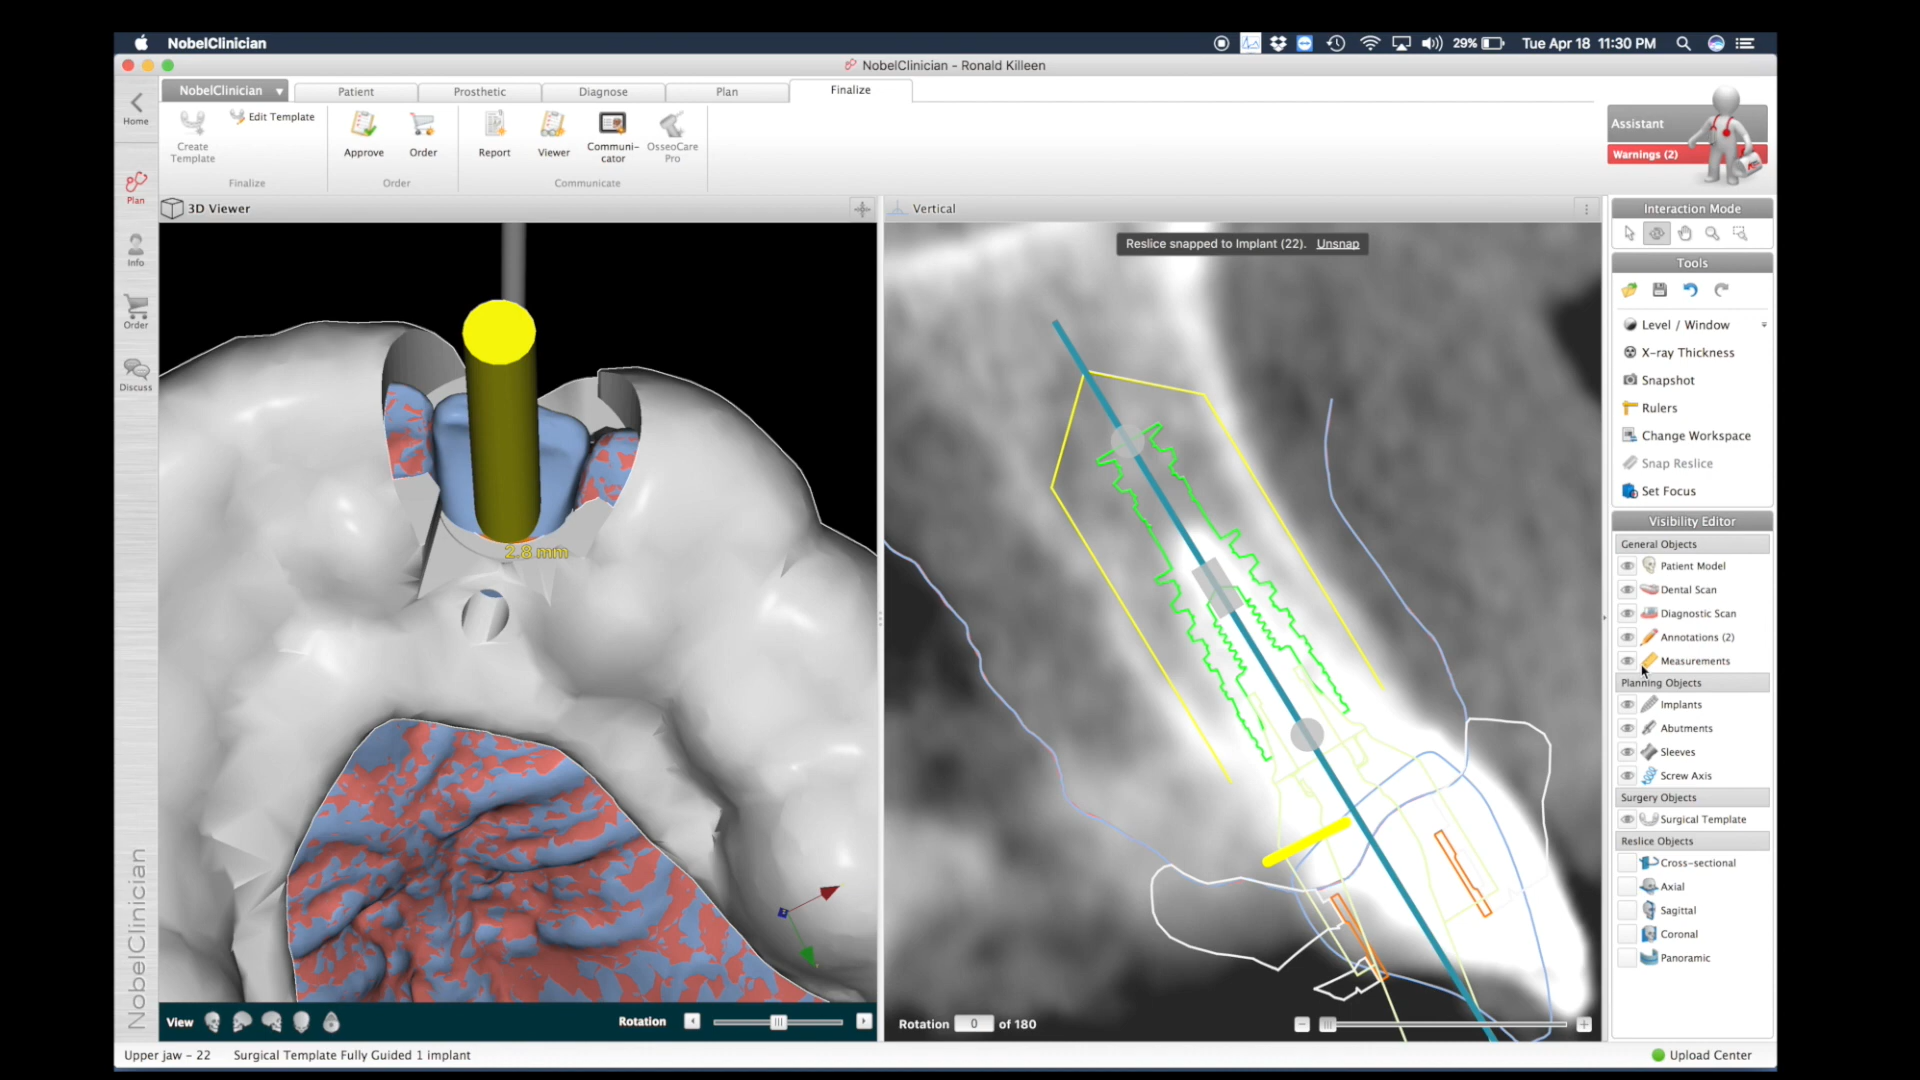 NobelClinician
29%
Tue Apr 18 11:30 PM
NobelClinician - Ronald Killeen
Home
Plan
Info
Order
Discuss
NobelClinician
NobelClinician
Patient
Prosthetic
Diagnose
Plan
Finalize
Create
Template
Edit Template
Finalize
Approve
Order
Order
Report
Viewer
Communi-
cator
OsseoCare
Pro
Communicate
Assistant
Warnings (2)
3D Viewer
2.8 mm
View
Rotation
Vertical
Reslice snapped to Implant (22). Unsnap
Rotation 0 of 180
Interaction Mode
Tools
Level / Window
X-ray Thickness
Snapshot
Rulers
Change Workspace
Snap Reslice
Set Focus
Visibility Editor
General Objects
Patient Model
Dental Scan
Diagnostic Scan
Annotations (2)
Measurements
Planning Objects
Implants
Abutments
Sleeves
Screw Axis
Surgery Objects
Surgical Template
Reslice Objects
Cross-sectional
Axial
Sagittal
Coronal
Panoramic
Upper jaw - 22
Surgical Template Fully Guided 1 implant
Upload Center